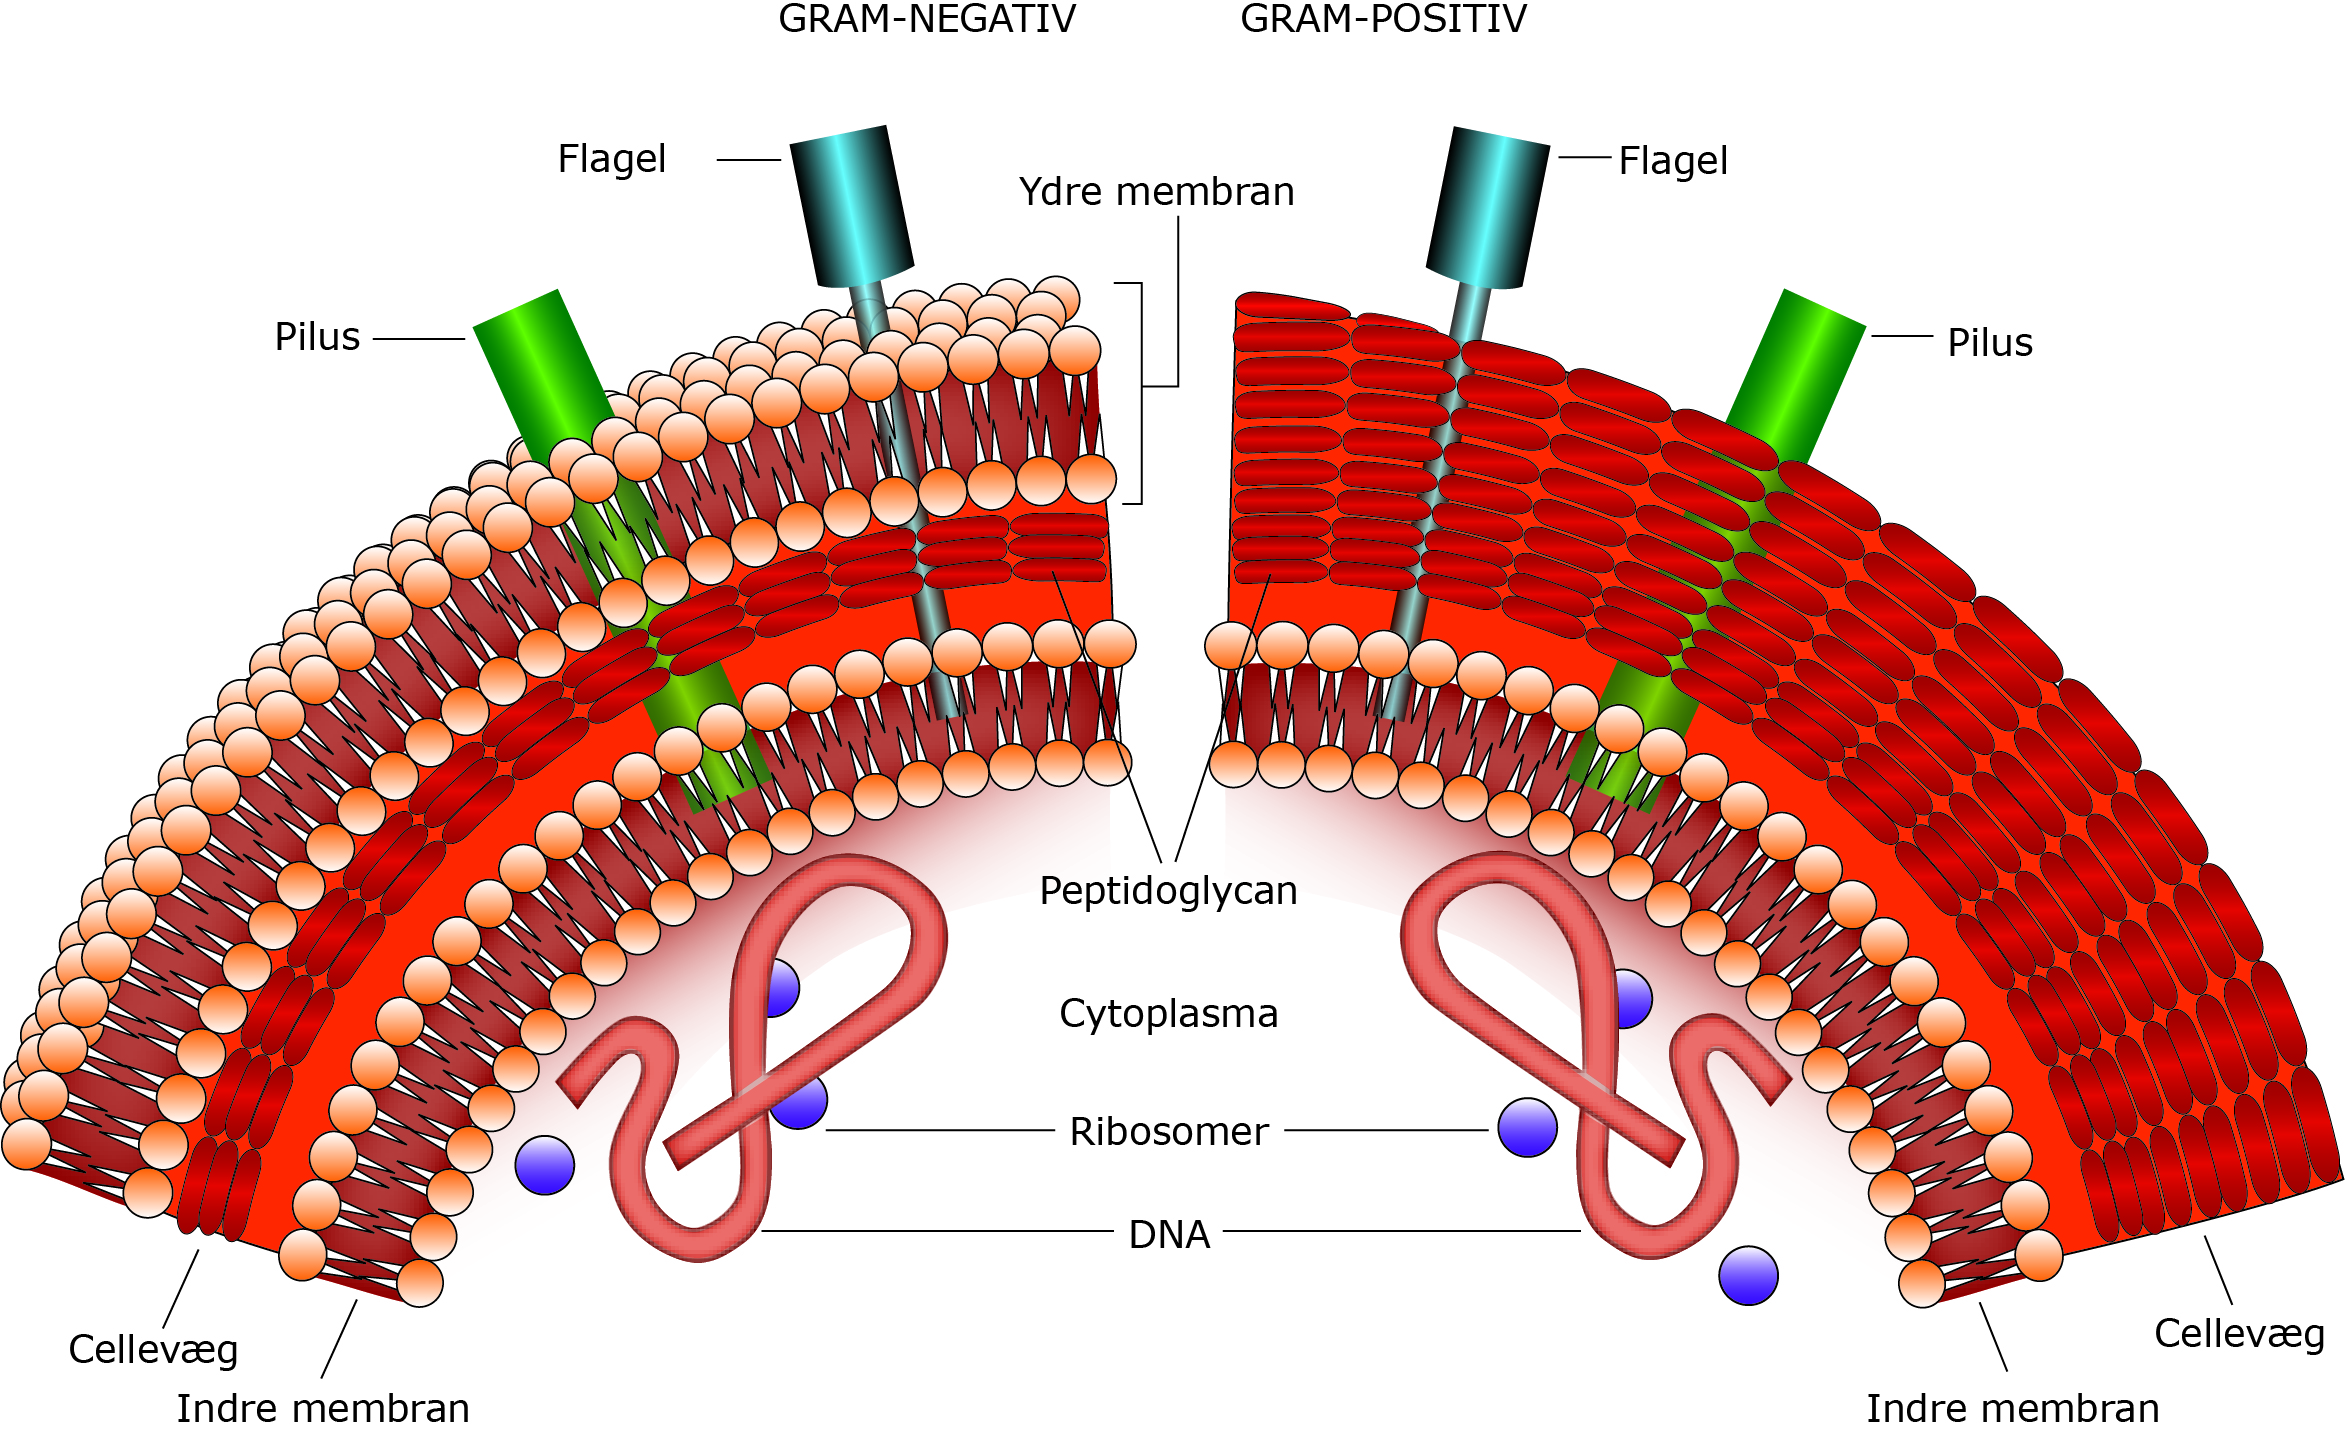 GRAM-NEGATIV
GRAM-POSITIV
Flagel
Flagel
Ydre membran
Pilus
Pilus
Peptidoglycan
Cytoplasma
Ribosomer
DNA
Cellevæg
Cellevæg
Indre membran
Indre membran